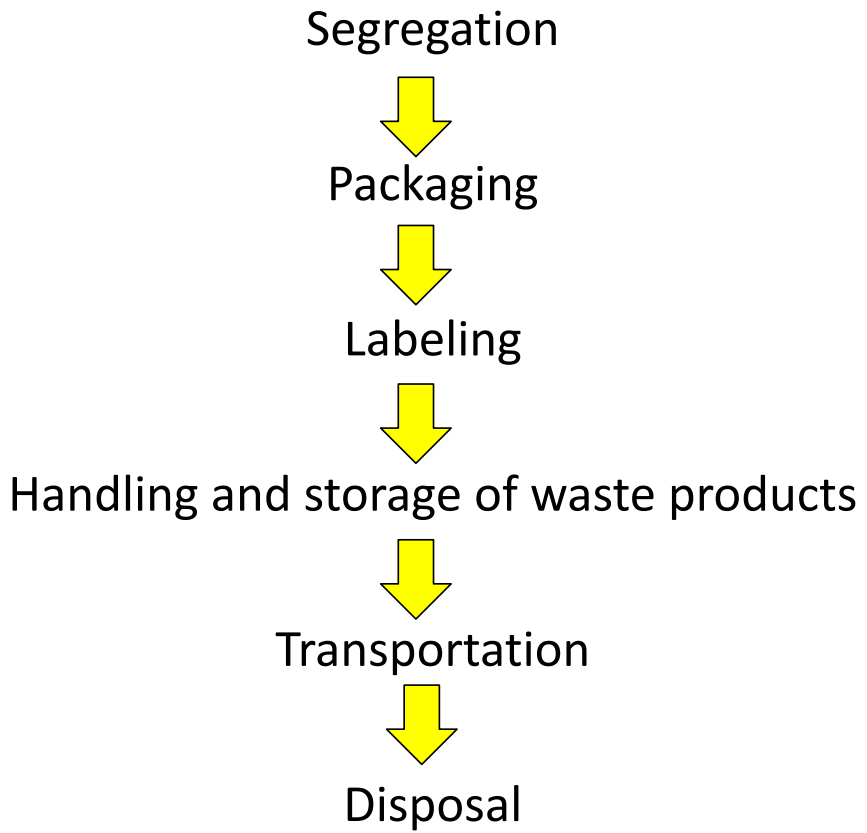 Segregation
Packaging
Labeling
Handling and storage of waste products
Transportation
Disposal